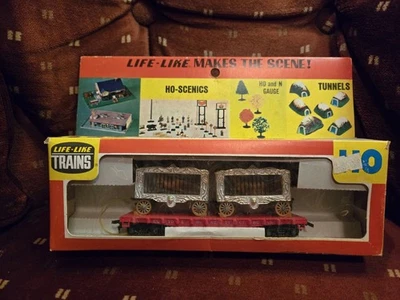 LIFE-LIKE MAKES THE SCENE!
HO-SCENICS
HO and N
GAUGE
TUNNELS
LIFE-LIKE
TRAINS
HO